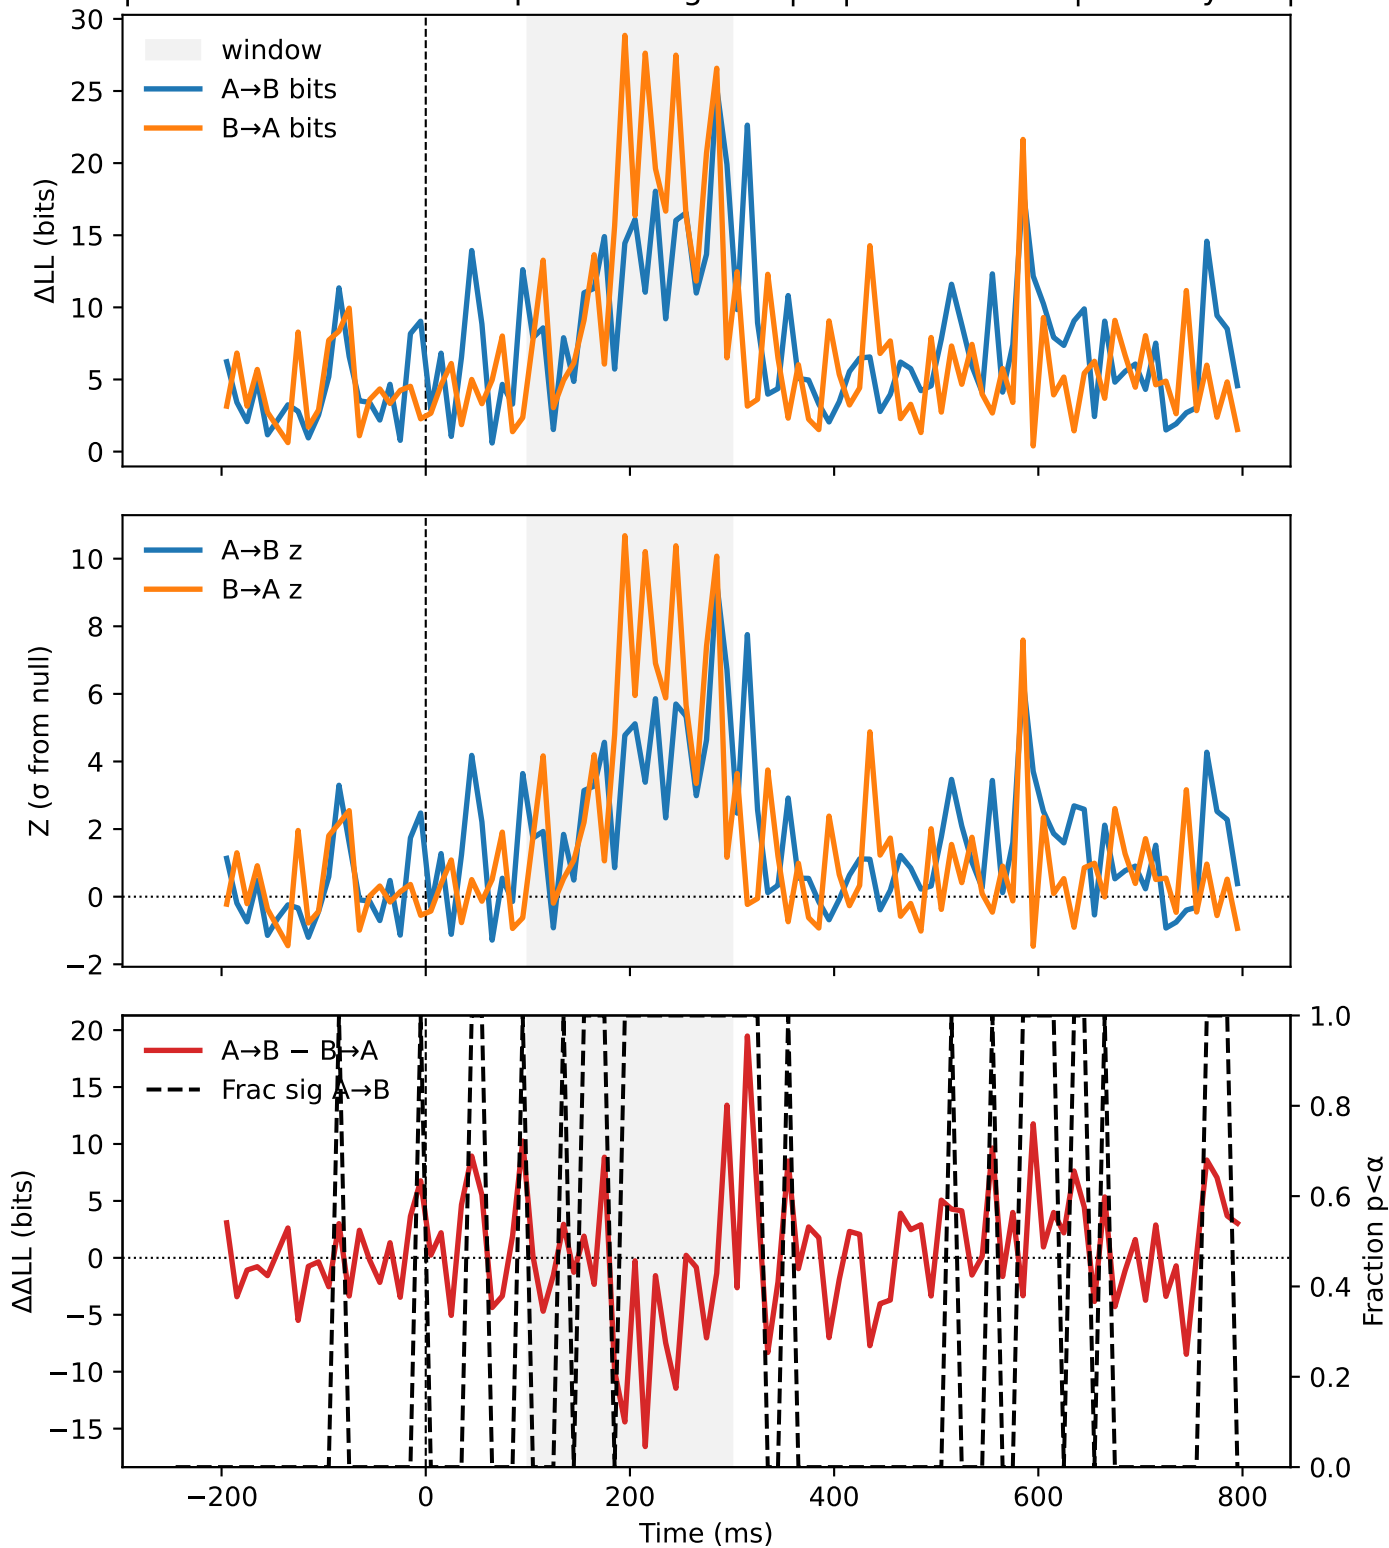 30
25
20
15
10
5
0
ΔLL (bits)
window
A→B bits
B→A bits
10
8
6
4
2
0
−2
Z (σ from null)
A→B z
B→A z
20
15
10
5
0
−5
−10
−15
ΔΔLL (bits)
A→B − B→A
Frac sig A→B
1.0
0.8
0.6
0.4
0.2
0.0
Fraction p<α
−200 0 200 400 600 800
Time (ms)